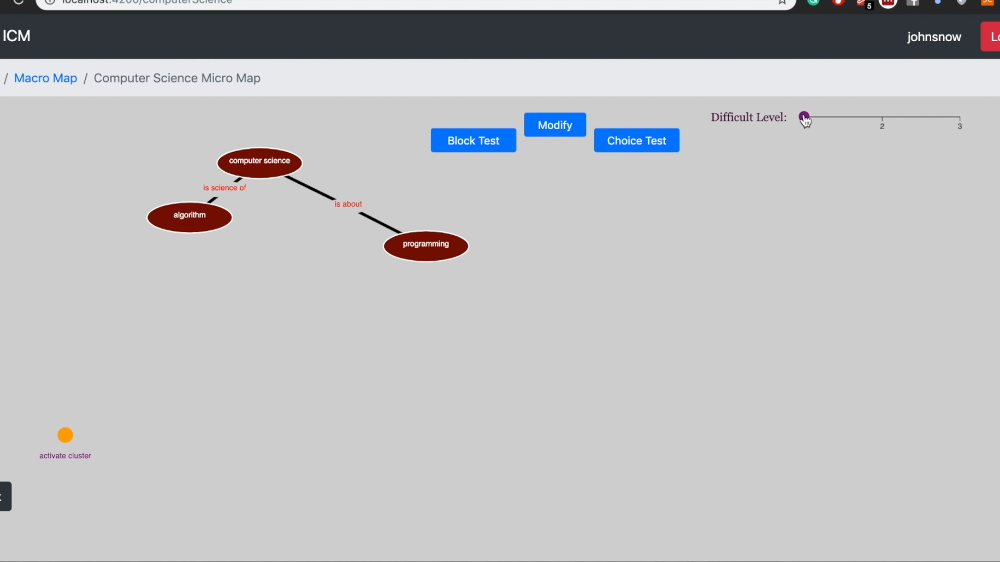 localhost:4200/computerScience
5
ICM
johnsnow
/ Macro Map / Computer Science Micro Map
Difficult Level:
2
3
Modify
Block Test
Choice Test
computer science
is science of
is about
algorithm
programming
activate cluster